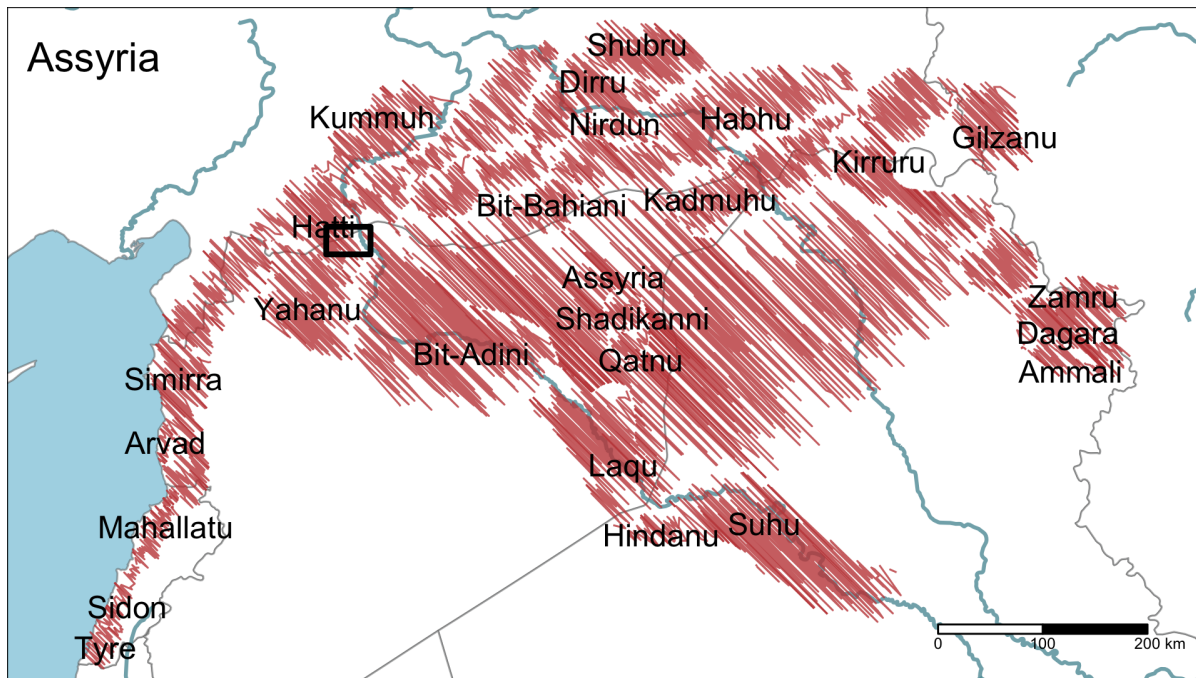 Assyria
Shubru
Dirru
Kummuh
Nirdun
Habhu
Gilzanu
Kirruru
Bit-Bahiani
Kadmuhu
Hatti
Assyria
Yahanu
Zamru
Shadikanni
Dagara
Bit-Adini
Qatnu
Ammali
Simirra
Arvad
Laqu
Mahallatu
Suhu
Hindanu
Sidon
Tyre
0 100 200 km